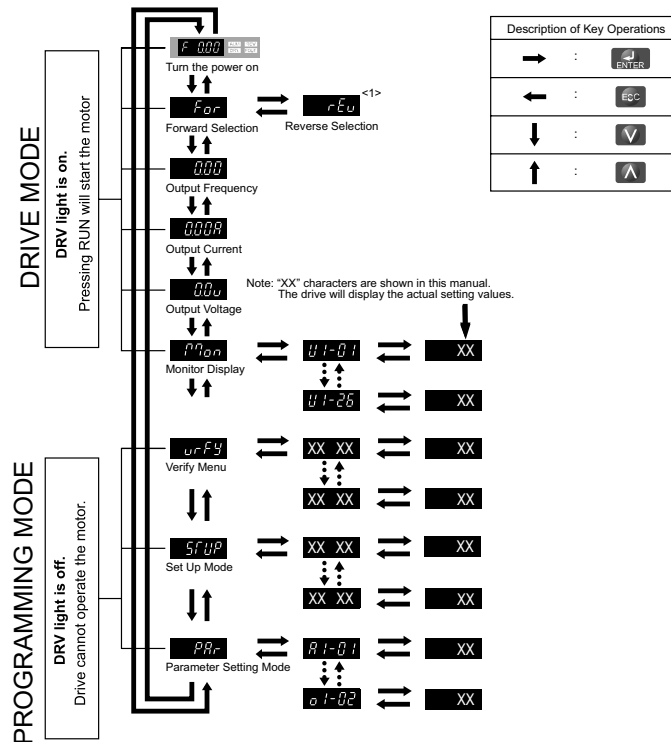 F 0.00
Turn the power on
For
Forward Selection
rEv
<1>
Reverse Selection
0.00
Output Frequency
0.00A
Output Current
0.0v
Output Voltage
Note: “XX” characters are shown in this manual.
The drive will display the actual setting values.
Mon
Monitor Display
U1-01
XX
U1-26
XX
vrFy
Verify Menu
XX XX
XX
XX XX
XX
STUP
Set Up Mode
XX XX
XX
XX XX
XX
PAr
Parameter Setting Mode
A1-01
XX
o1-02
XX
DRIVE MODE
DRV light is on.
Pressing RUN will start the motor
PROGRAMMING MODE
DRV light is off.
Drive cannot operate the motor.
Description of Key Operations
: ENTER
: ESC
:
: